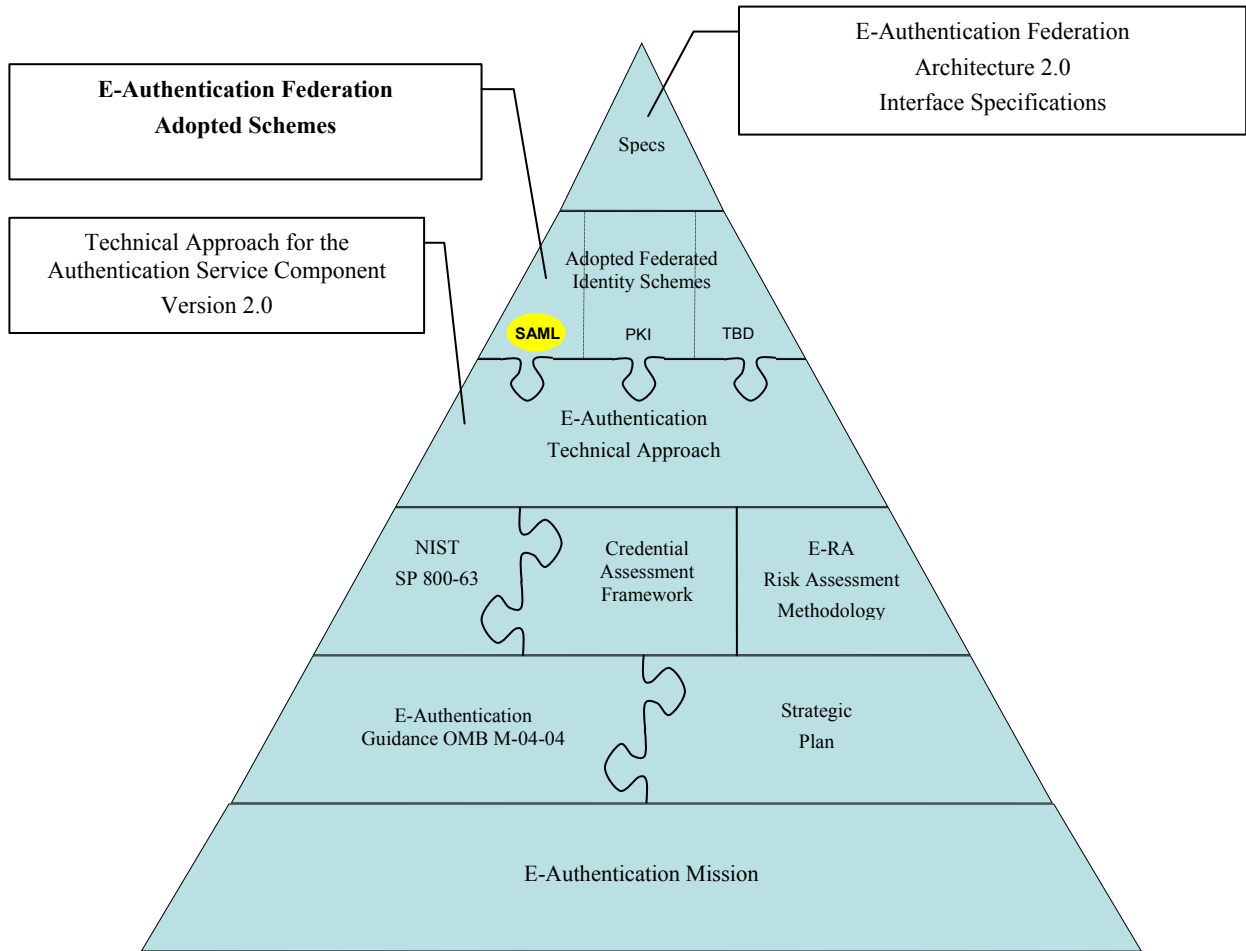 E-Authentication Federation
Architecture 2.0
Interface Specifications
E-Authentication Federation
Adopted Schemes
Specs
Technical Approach for the
Authentication Service Component
Version 2.0
Adopted Federated
Identity Schemes
SAML
PKI
TBD
E-Authentication
Technical Approach
NIST
SP 800-63
Credential
Assessment
Framework
E-RA
Risk Assessment
Methodology
E-Authentication
Guidance OMB M-04-04
Strategic
Plan
E-Authentication Mission